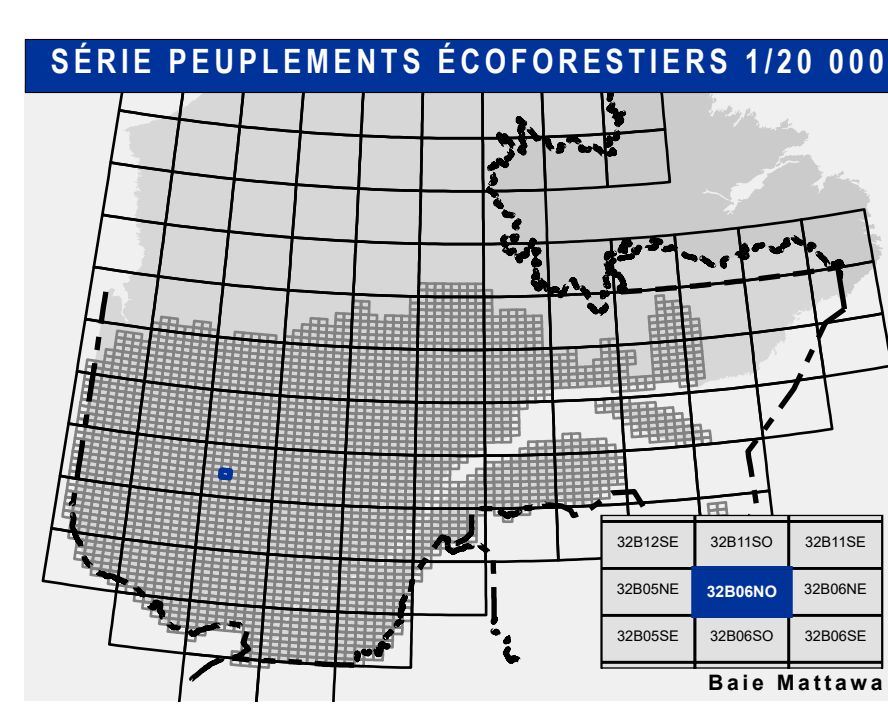 SÉRIE PEUPLEMENTS ÉCOFORESTIERS 1/20 000
32B12SE 32B11SO 32B11SE
32B05NE 32B06NO 32B06NE
32B05SE 32B06SO 32B06SE
Baie Mattawa